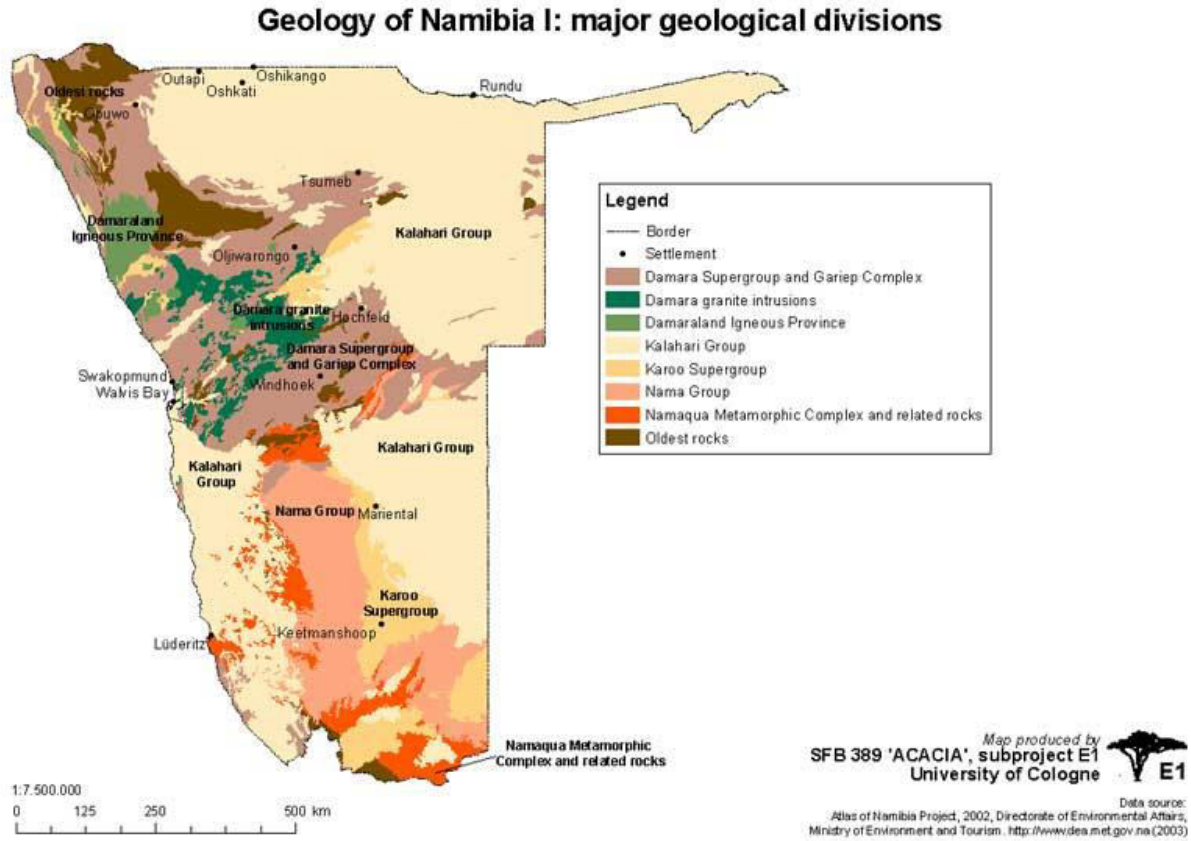 Geology of Namibia I: major geological divisions
Outapi
Oshikango
Oshkati
Rundu
Oldest rocks
Opuwo
Tsumeb
Damaraland
Igneous Province
Kalahari Group
Otjiwarongo
Damara granite
intrusions
Hochfeld
Damara Supergroup
and Gariep Complex
Windhoek
Swakopmund
Walvis Bay
Kalahari Group
Kalahari
Group
Nama Group
Mariental
Karoo
Supergroup
Keetmanshoop
Lüderitz
Namaqua Metamorphic
Complex and related rocks
Legend
Border
Settlement
Damara Supergroup and Gariep Complex
Damara granite intrusions
Damaraland Igneous Province
Kalahari Group
Karoo Supergroup
Nama Group
Namaqua Metamorphic Complex and related rocks
Oldest rocks
1:7.500.000
0 125 250 500 km
Map produced by
SFB 389 'ACACIA', subproject E1
University of Cologne
E1
Data source:
Atlas of Namibia Project, 2002, Directorate of Environmental Affairs,
Ministry of Environment and Tourism. http://www.dea.met.gov.na (2003)